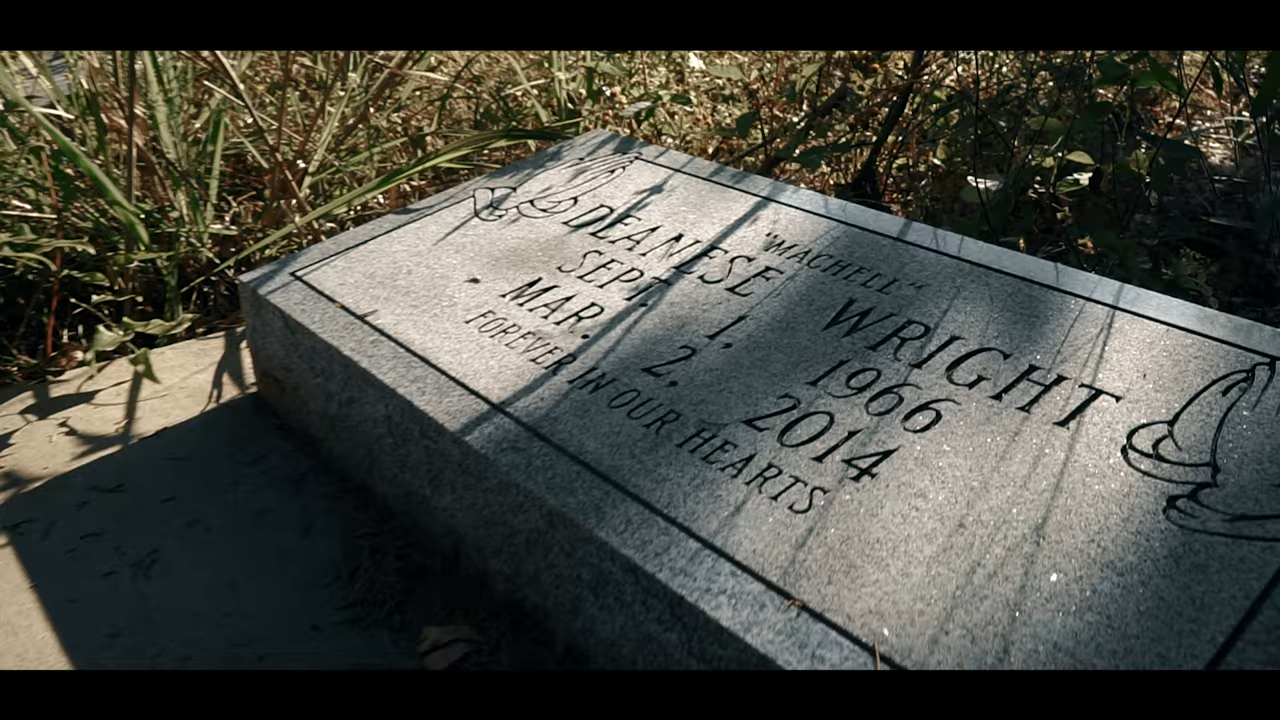 "MACHELL"
DEANESE WRIGHT
SEPT. 1, 1966
MAR. 2, 2014
FOREVER IN OUR HEARTS